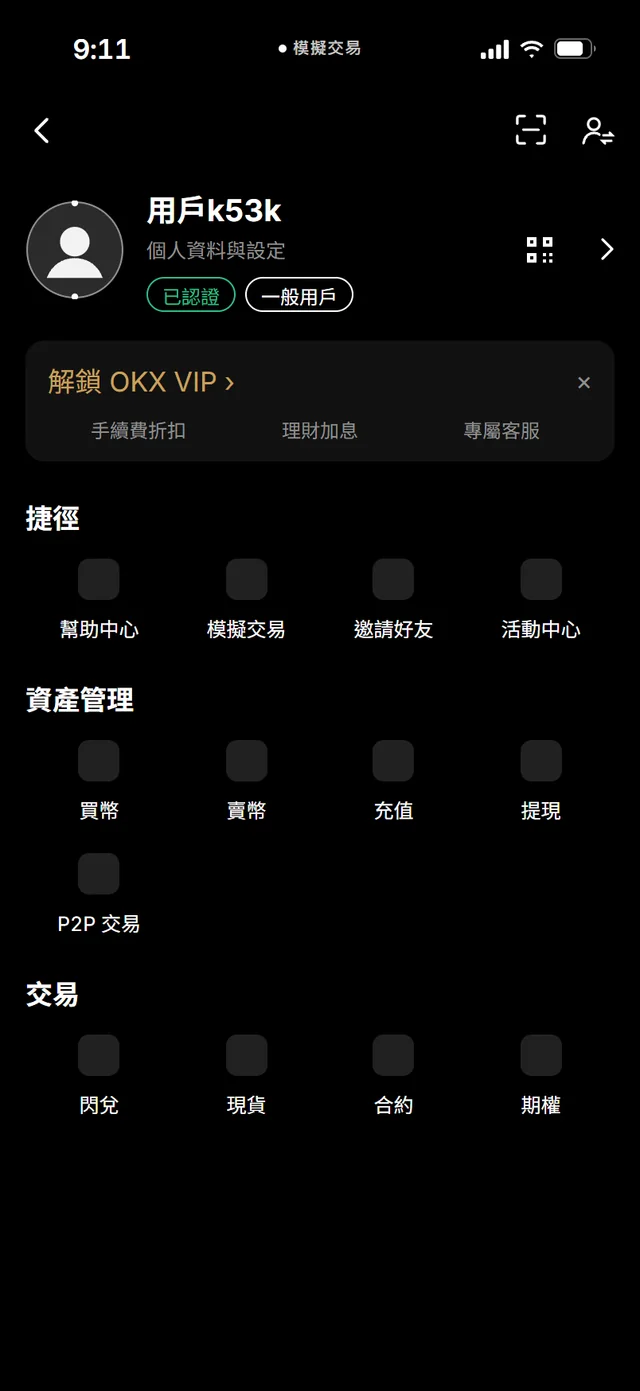 9:11
模擬交易
用戶k53k
個人資料與設定
已認證
一般用戶
解鎖 OKX VIP ›
手續費折扣
理財加息
專屬客服
捷徑
幫助中心
模擬交易
邀請好友
活動中心
資產管理
買幣
賣幣
充值
提現
P2P 交易
交易
閃兌
現貨
合約
期權